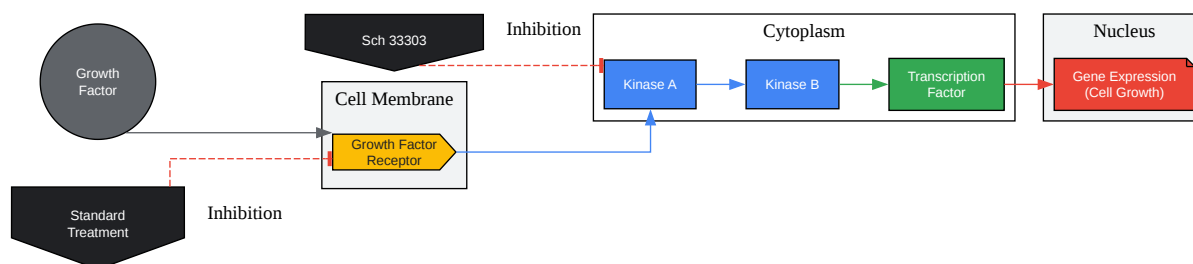 Sch 33303
Inhibition
Cytoplasm
Nucleus
Growth
Factor
Kinase A
Kinase B
Transcription
Factor
Gene Expression
(Cell Growth)
Cell Membrane
Growth Factor
Receptor
Standard
Treatment
Inhibition